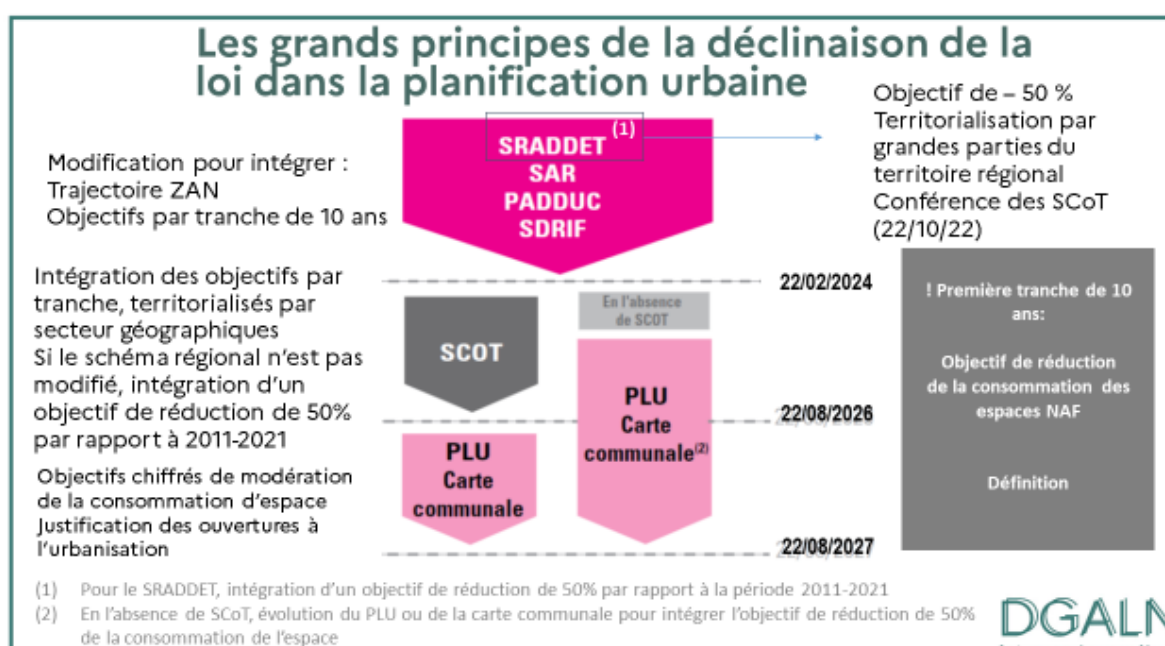 Les grands principes de la déclinaison de la
loi dans la planification urbaine
Modification pour intégrer :
Trajectoire ZAN
Objectifs par tranche de 10 ans
SRADDET (1)
SAR
PADDUC
SDRIF
Objectif de – 50 %
Territorialisation par
grandes parties du
territoire régional
Conférence des SCoT
(22/10/22)
22/02/2024
Intégration des objectifs par
tranche, territorialisés par
secteur géographiques
Si le schéma régional n'est pas
modifié, intégration d'un
objectif de réduction de 50%
par rapport à 2011-2021
SCOT
En l'absence
de SCOT
PLU
Carte
communale(2)
22/08/2026
! Première tranche de 10
ans:
Objectif de réduction
de la consommation des
espaces NAF
Définition
Objectifs chiffrés de modération
de la consommation d'espace
Justification des ouvertures à
l'urbanisation
PLU
Carte
communale
22/08/2027
(1) Pour le SRADDET, intégration d'un objectif de réduction de 50% par rapport à la période 2011-2021
(2) En l'absence de SCoT, évolution du PLU ou de la carte communale pour intégrer l'objectif de réduction de 50%
de la consommation de l'espace
DGALN